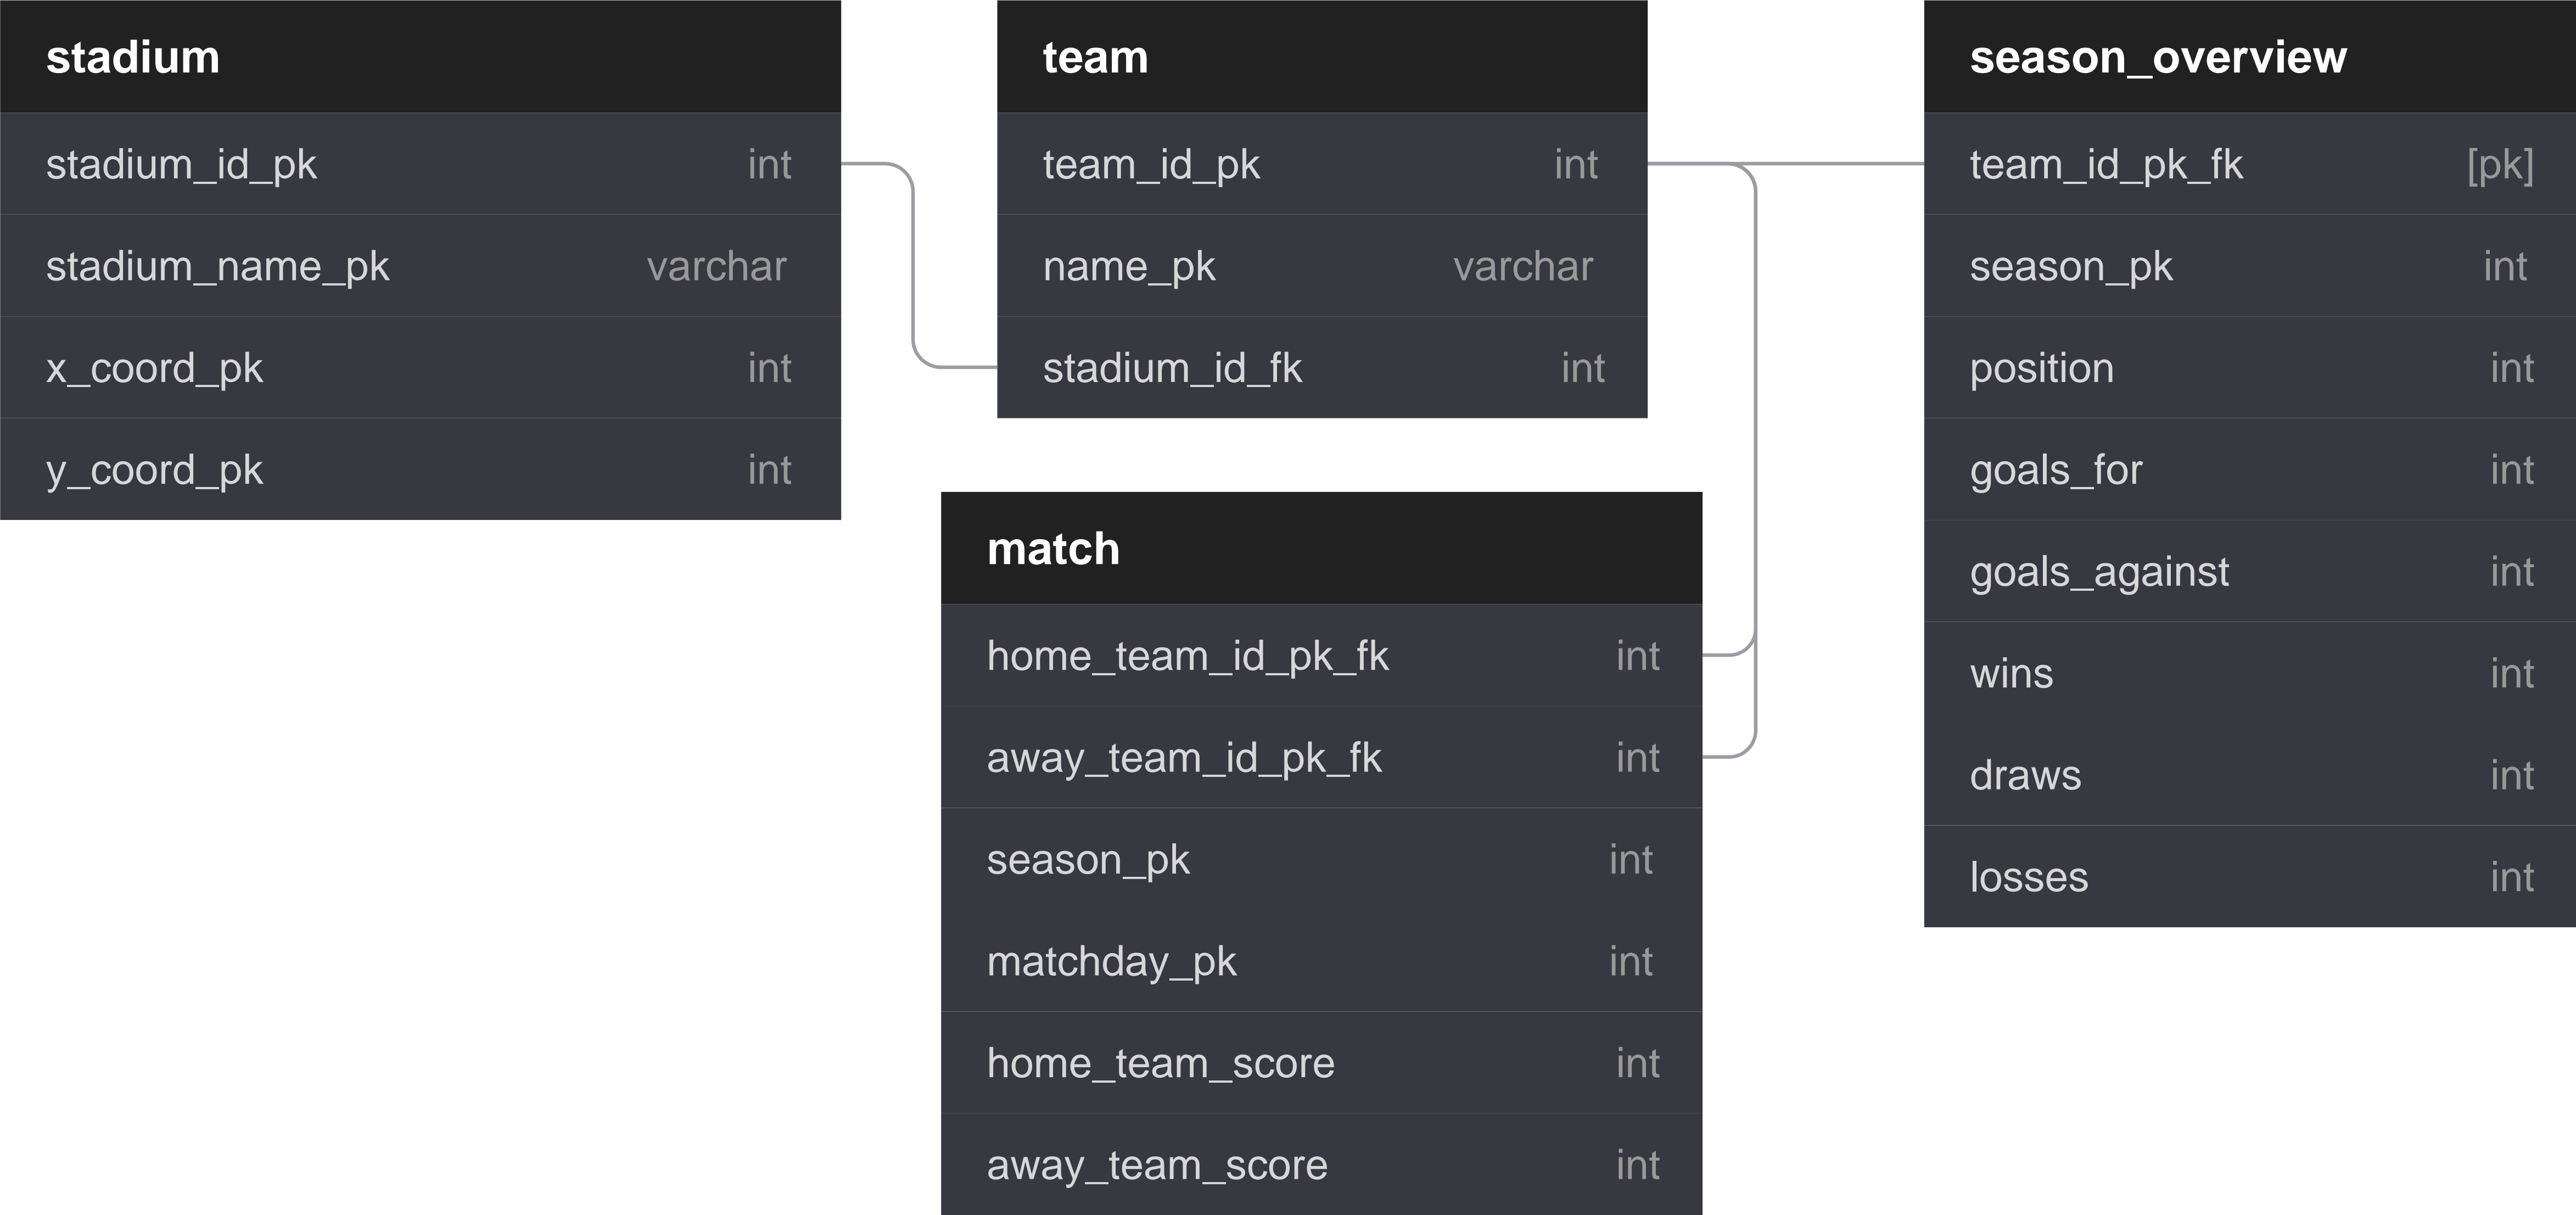 stadium
stadium_id_pk int
stadium_name_pk varchar
x_coord_pk int
y_coord_pk int
team
team_id_pk int
name_pk varchar
stadium_id_fk int
match
home_team_id_pk_fk int
away_team_id_pk_fk int
season_pk int
matchday_pk int
home_team_score int
away_team_score int
season_overview
team_id_pk_fk [pk]
season_pk int
position int
goals_for int
goals_against int
wins int
draws int
losses int